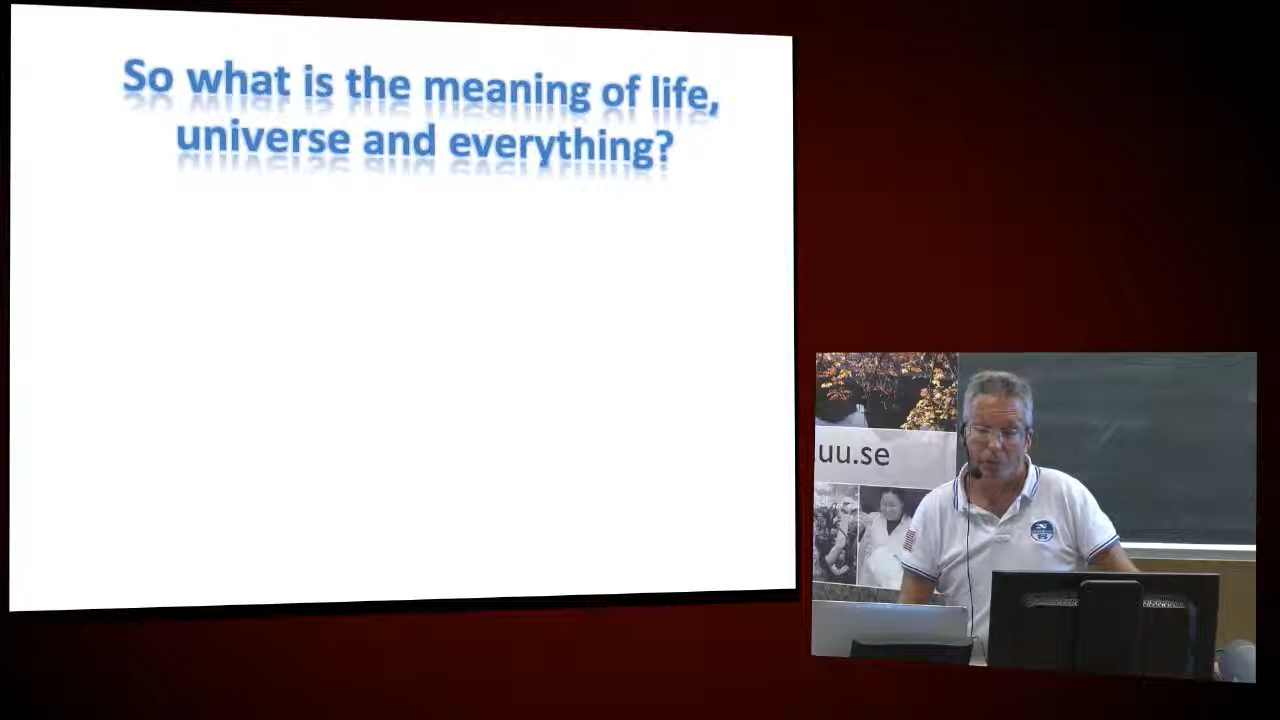 So what is the meaning of life,
universe and everything?
.uu.se